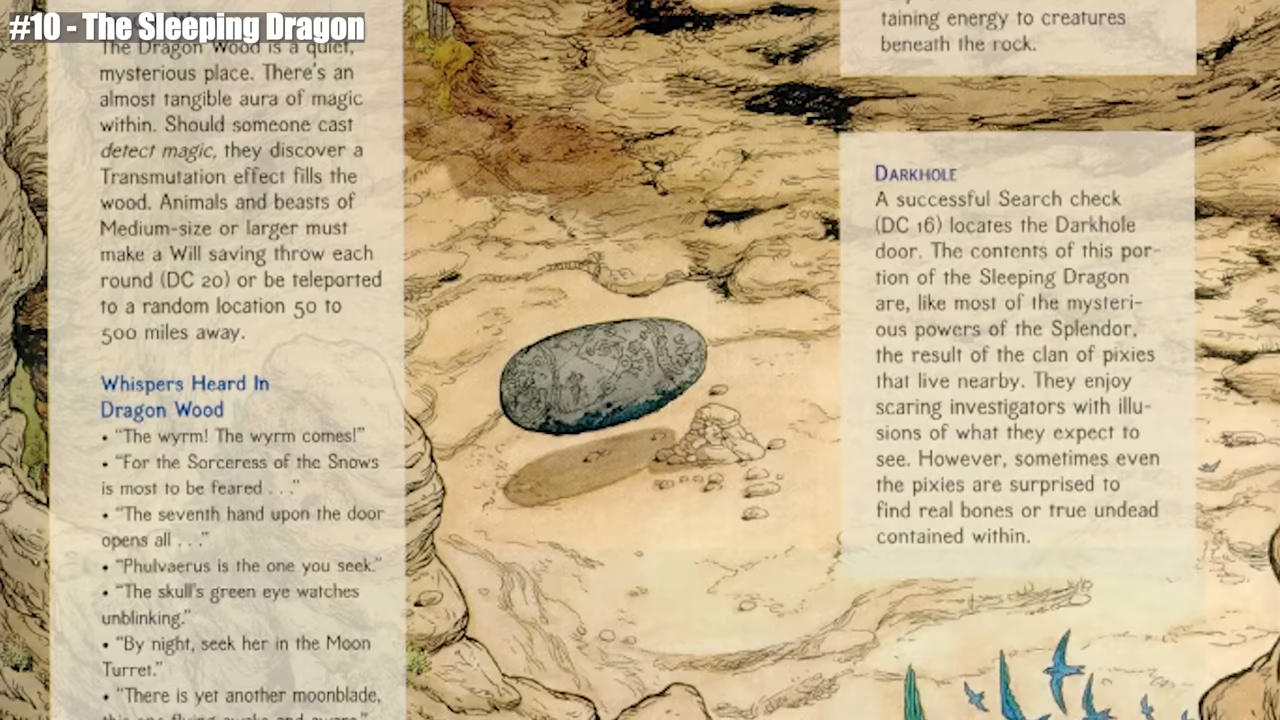 #10 - The Sleeping Dragon
The Dragon Wood is a quiet,
mysterious place. There's an
almost tangible aura of magic
within. Should someone cast
detect magic, they discover a
Transmutation effect fills the
wood. Animals and beasts of
Medium-size or larger must
make a Will saving throw each
round (DC 20) or be teleported
to a random location 50 to
500 miles away.
Whispers Heard In
Dragon Wood
• “The wyrm! The wyrm comes!”
• “For the Sorceress of the Snows
is most to be feared . . .”
• “The seventh hand upon the door
opens all . . .”
• “Phulvaerus is the one you seek.”
• “The skull's green eye watches
unblinking.”
• “By night, seek her in the Moon
Turret.”
• “There is yet another moonblade,
this one flying awake and aware.”
taining energy to creatures
beneath the rock.
Darkhole
A successful Search check
(DC 16) locates the Darkhole
door. The contents of this por-
tion of the Sleeping Dragon
are, like most of the mysteri-
ous powers of the Splendor,
the result of the clan of pixies
that live nearby. They enjoy
scaring investigators with illu-
sions of what they expect to
see. However, sometimes even
the pixies are surprised to
find real bones or true undead
contained within.